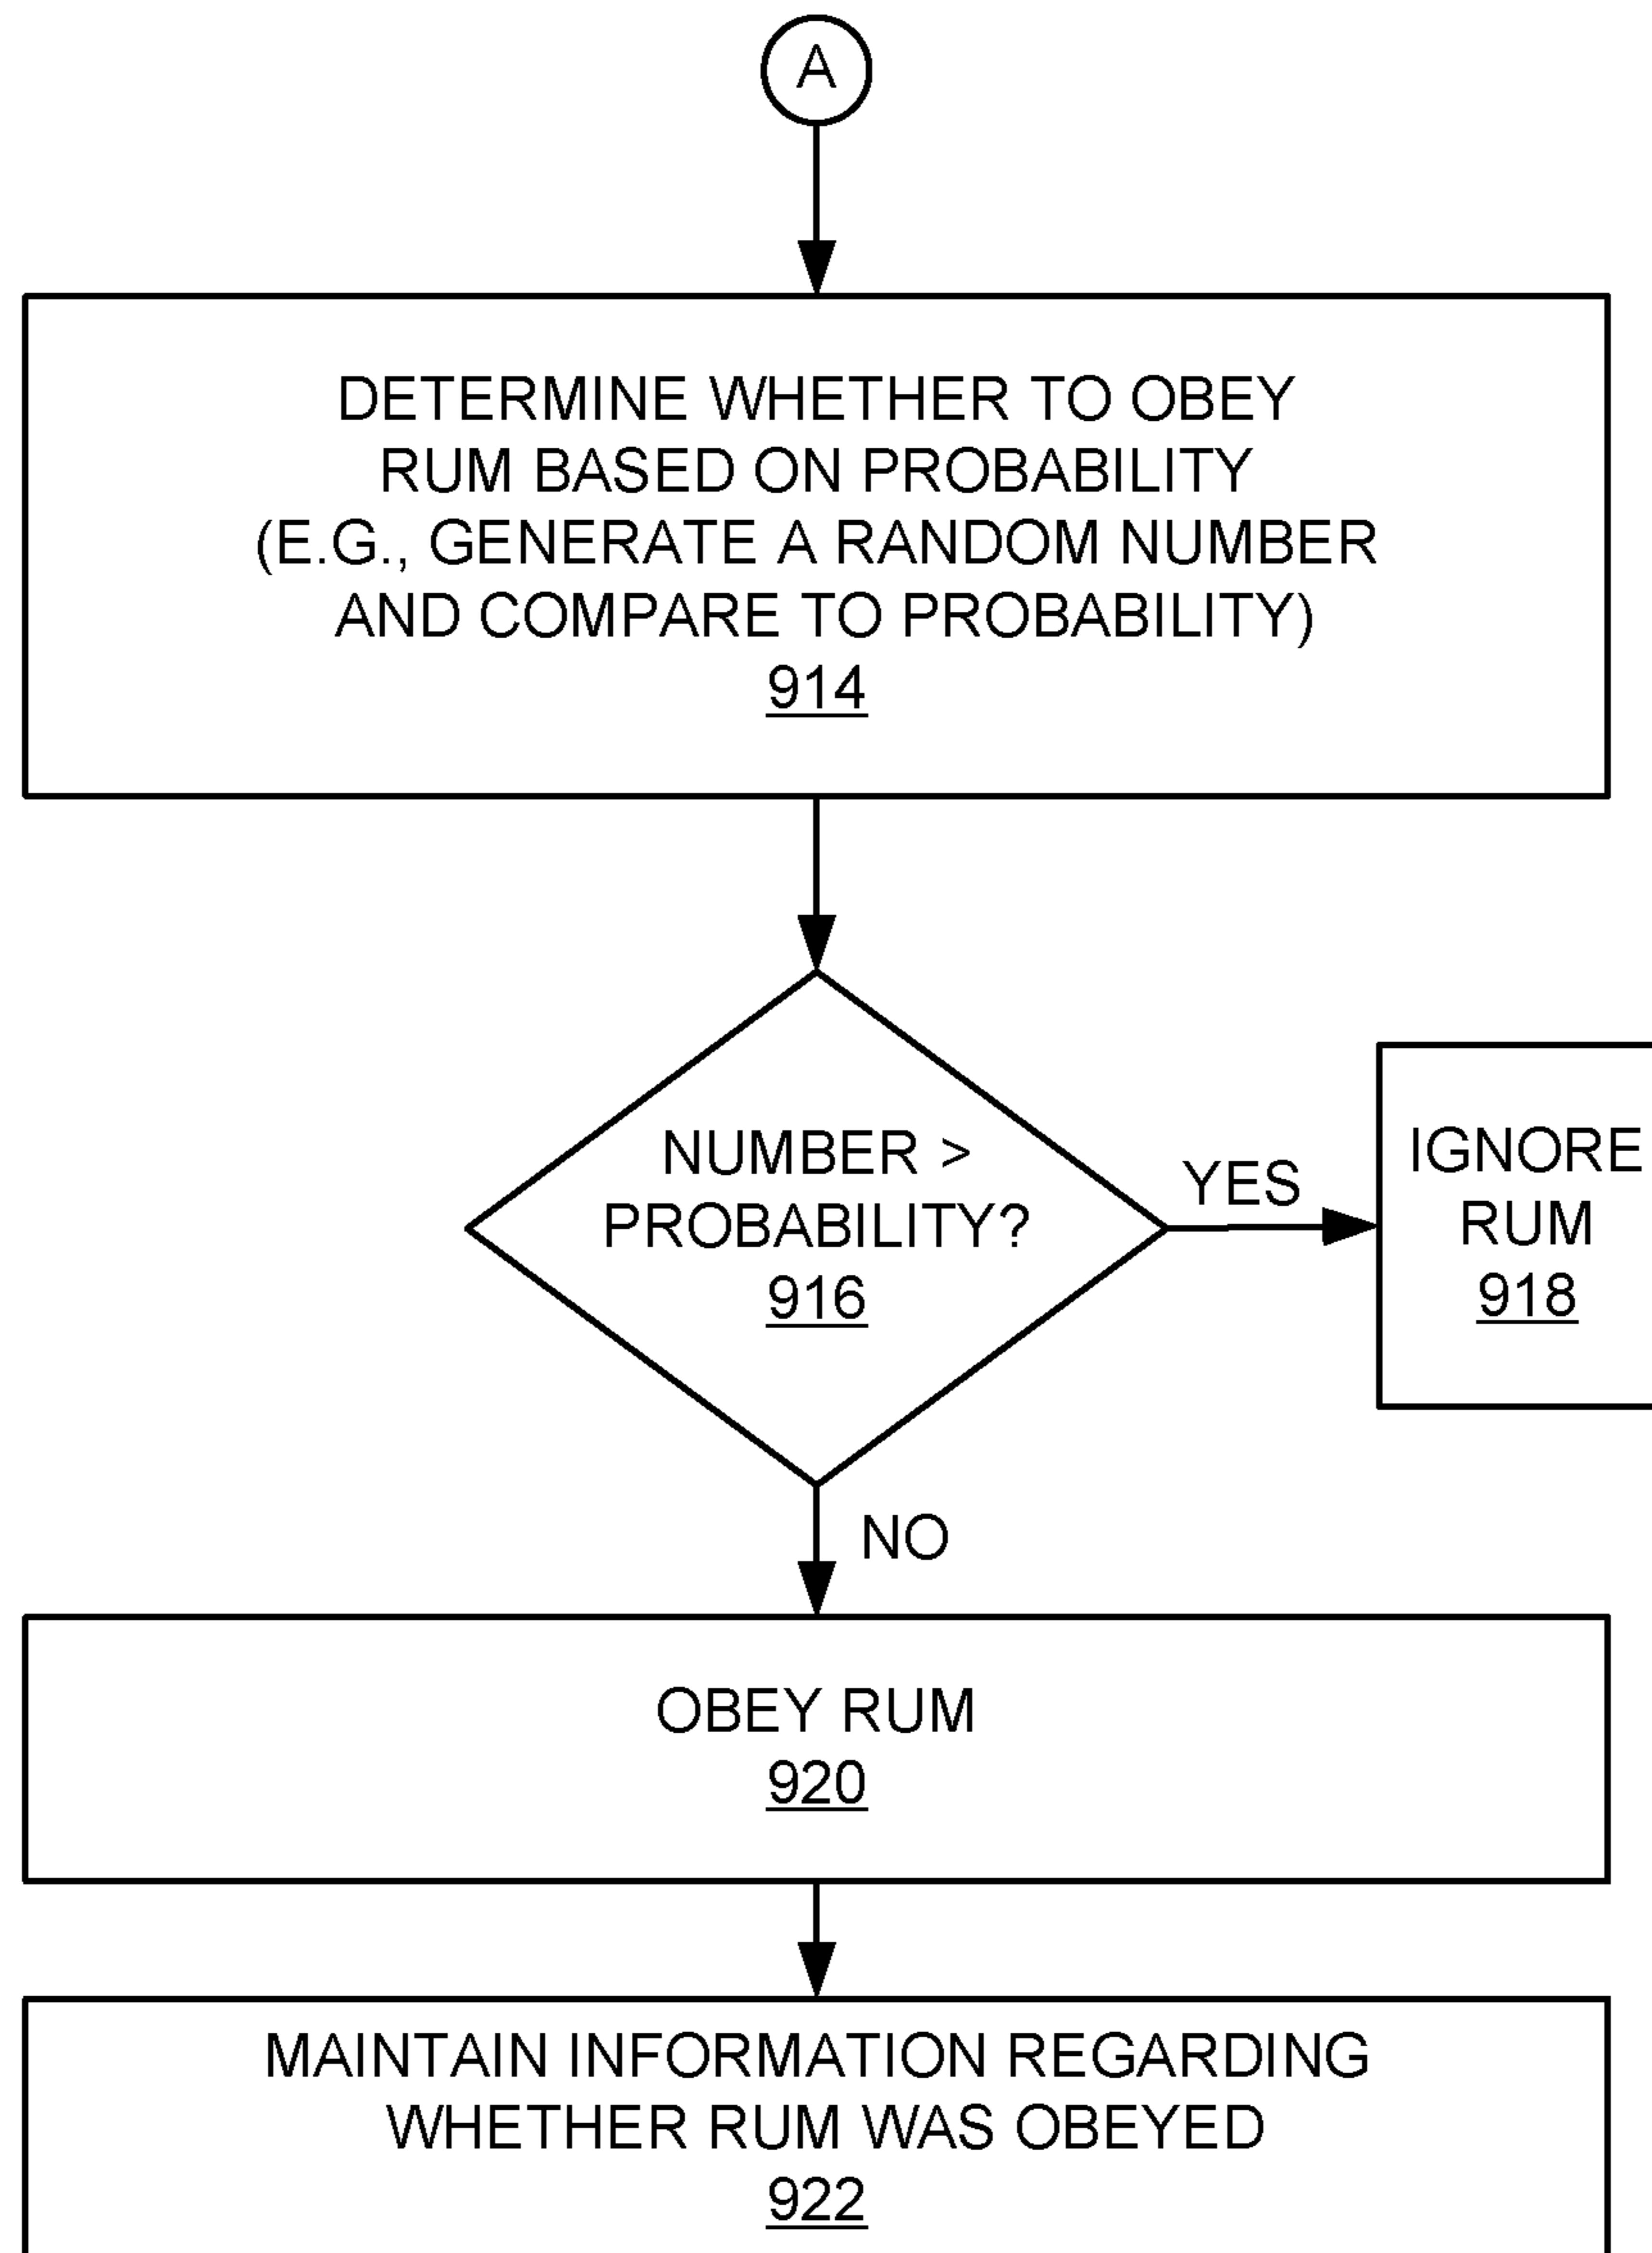 A
DETERMINE WHETHER TO OBEY
RUM BASED ON PROBABILITY
(E.G., GENERATE A RANDOM NUMBER
AND COMPARE TO PROBABILITY)
914
NUMBER >
PROBABILITY?
916
YES
IGNORE
RUM
918
NO
OBEY RUM
920
MAINTAIN INFORMATION REGARDING
WHETHER RUM WAS OBEYED
922